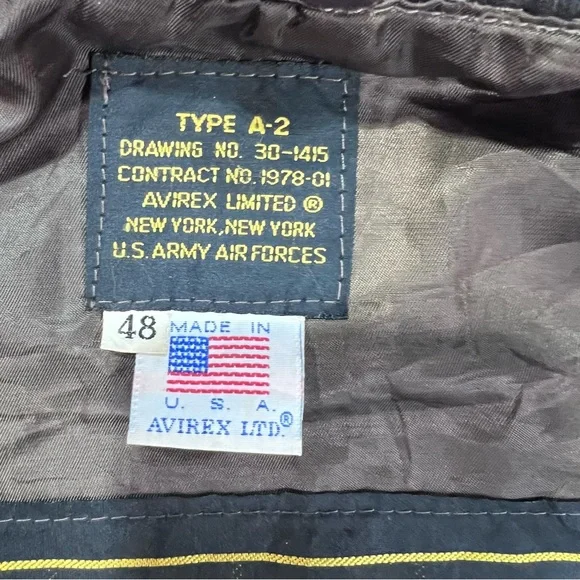 TYPE A-2
DRAWING NO. 30-1415
CONTRACT NO. 1978-01
AVIREX LIMITED ®
NEW YORK, NEW YORK
U.S. ARMY AIR FORCES
48
MADE IN
U. S. A.
AVIREX LTD.®